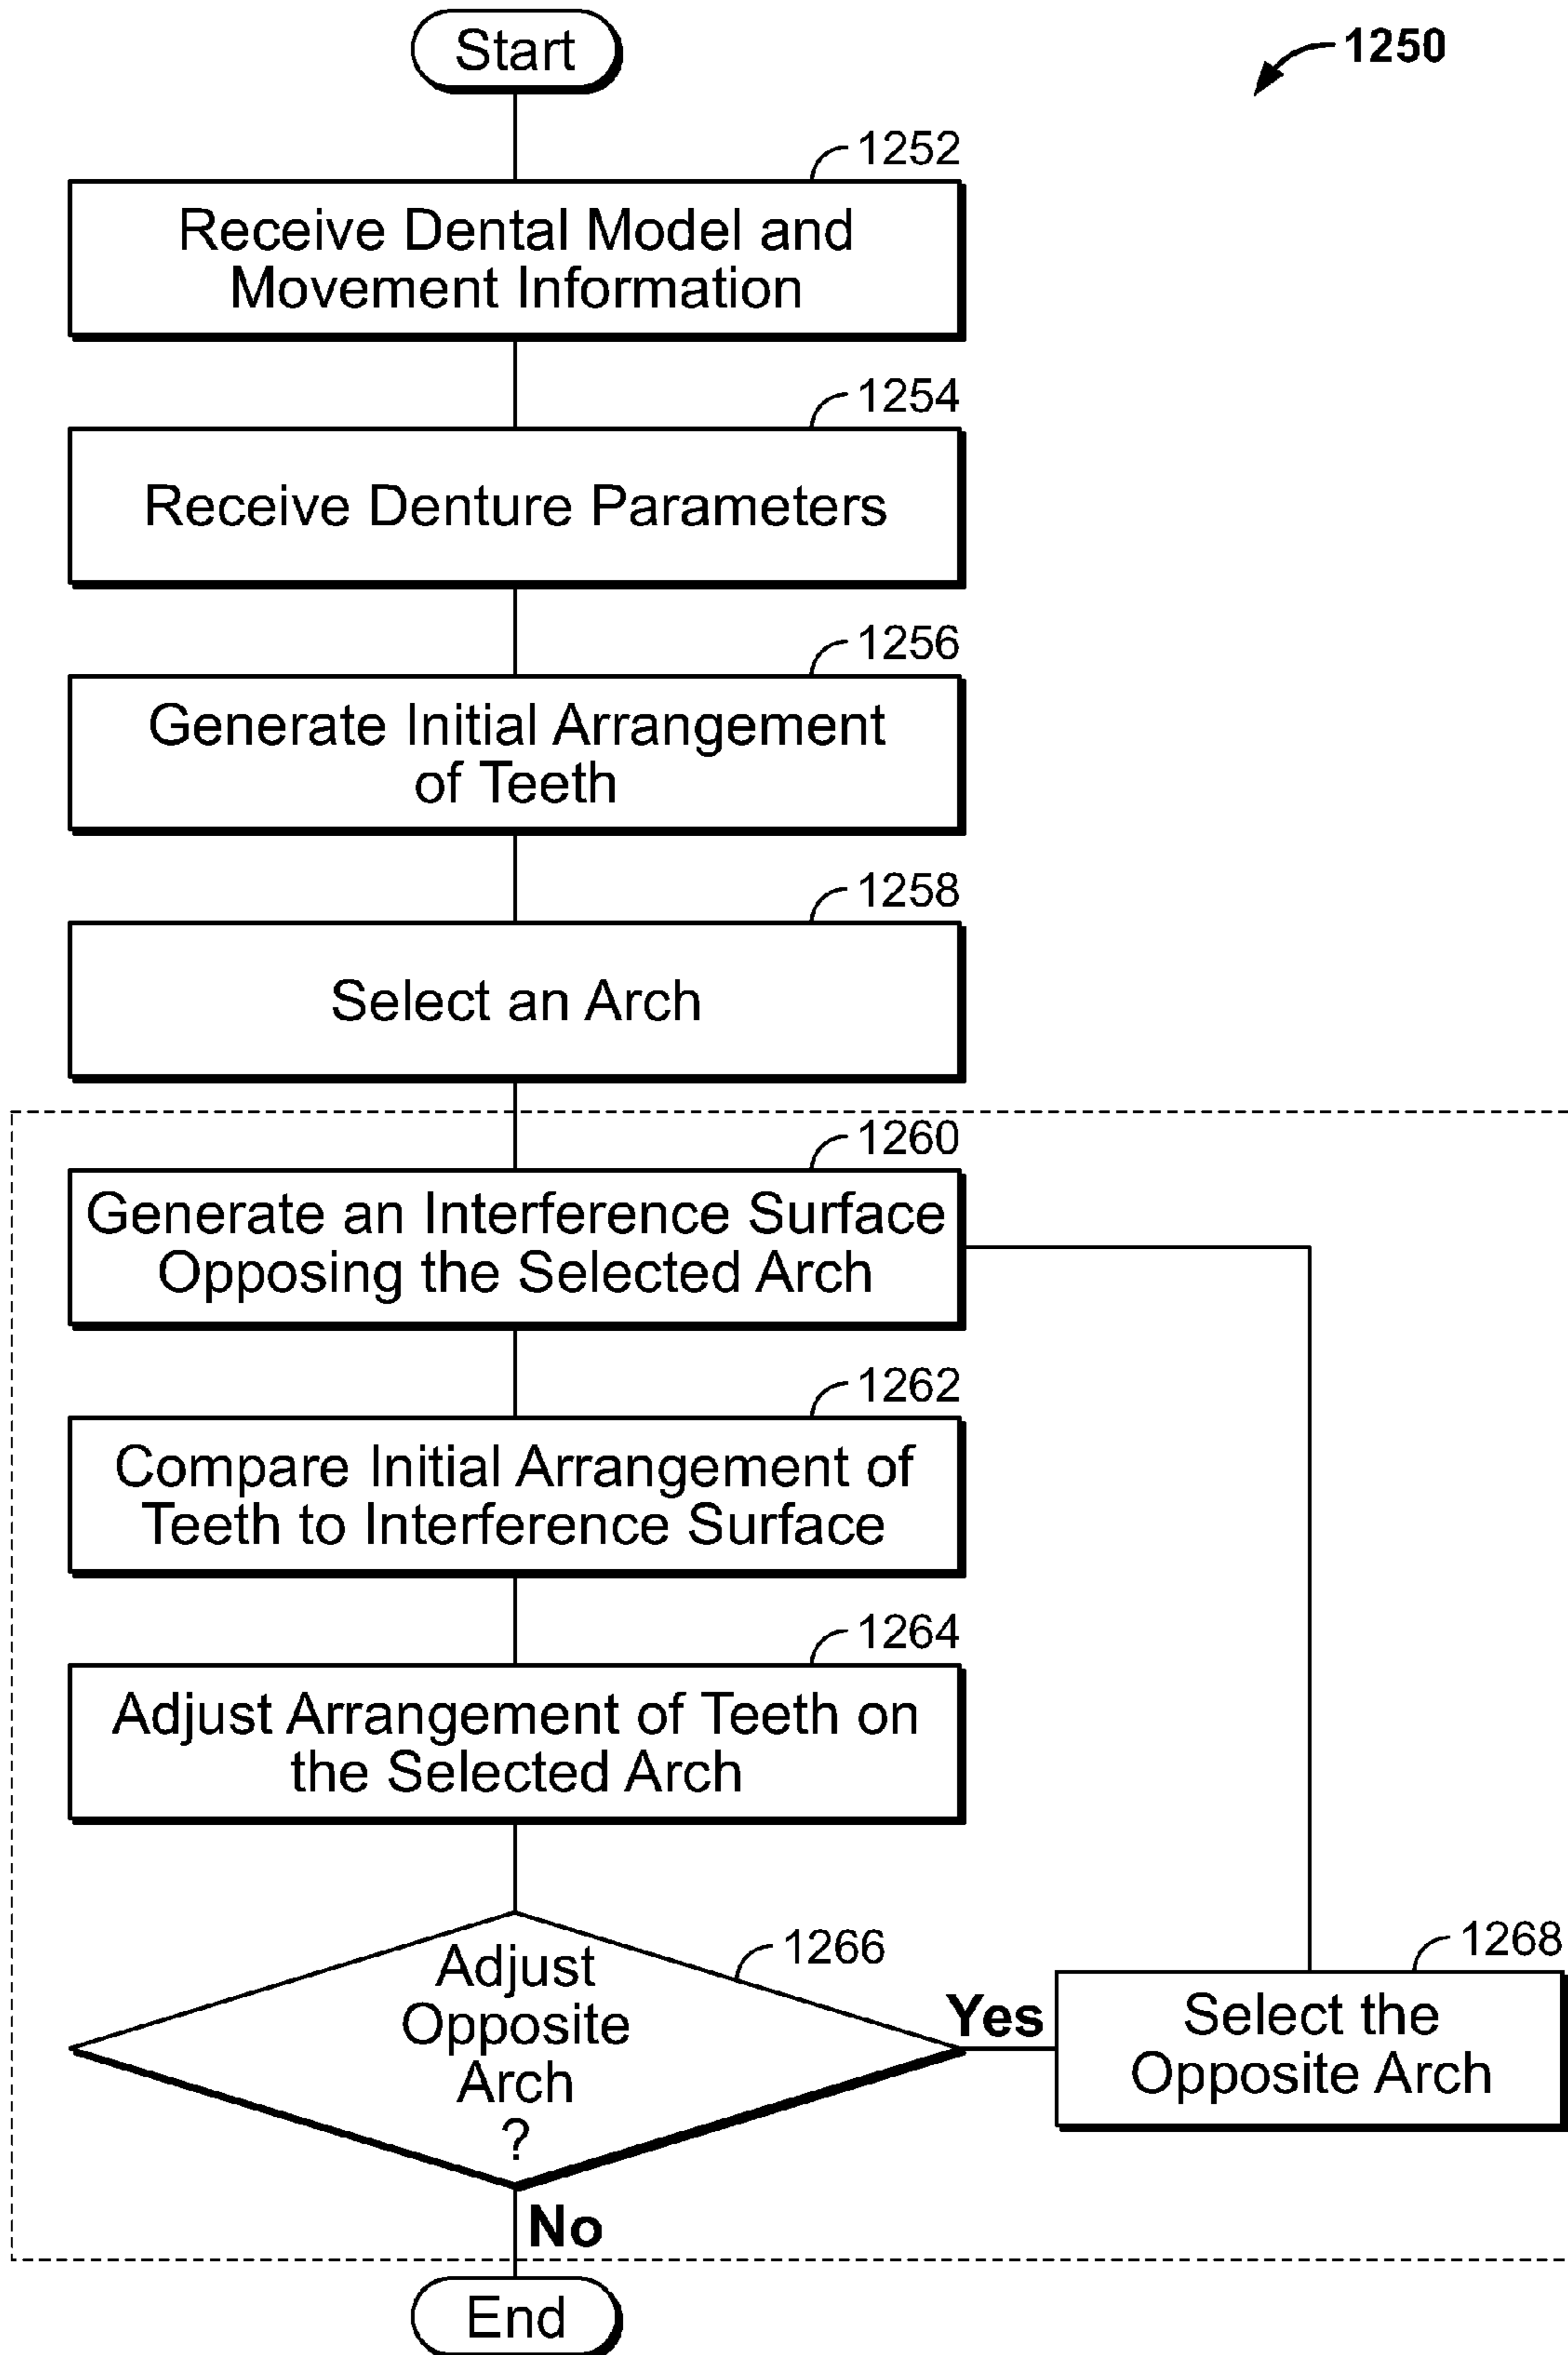 Start
1250
1252
Receive Dental Model and
Movement Information
1254
Receive Denture Parameters
1256
Generate Initial Arrangement
of Teeth
1258
Select an Arch
1260
Generate an Interference Surface
Opposing the Selected Arch
1262
Compare Initial Arrangement of
Teeth to Interference Surface
1264
Adjust Arrangement of Teeth on
the Selected Arch
1266
Adjust
Opposite
Arch
?
Yes
1268
Select the
Opposite Arch
No
End